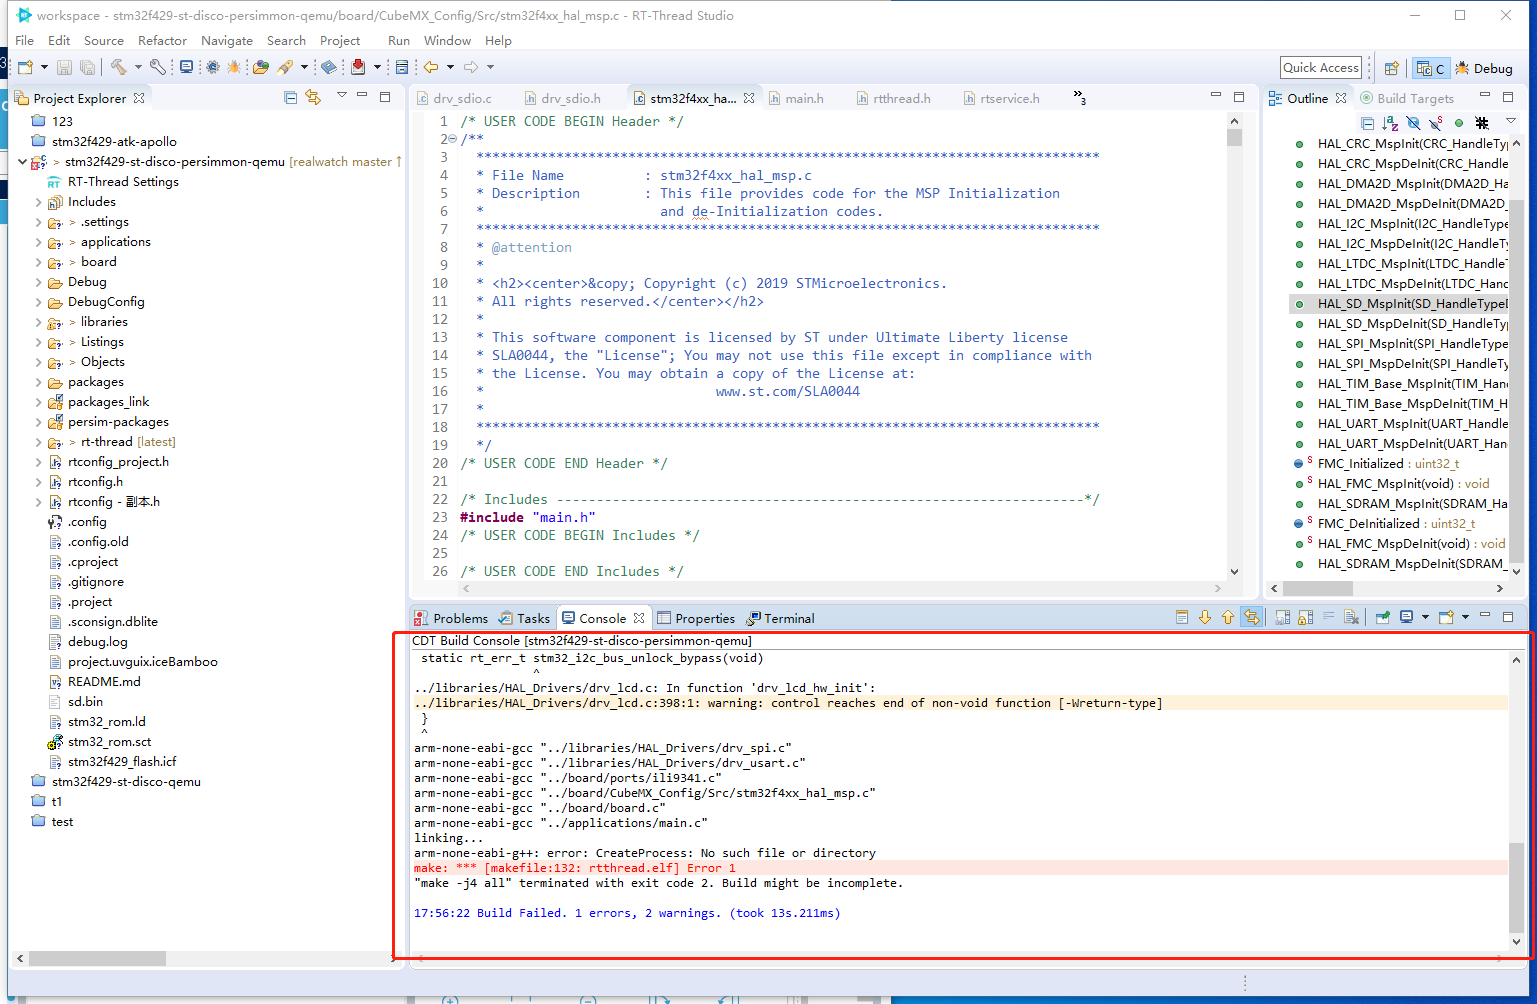 workspace - stm32f429-st-disco-persimmon-qemu/board/CubeMX_Config/Src/stm32f4xx_hal_msp.c - RT-Thread Studio
File Edit Source Refactor Navigate Search Project Run Window Help
Quick Access
C
Debug
Project Explorer
123
stm32f429-atk-apollo
> stm32f429-st-disco-persimmon-qemu [realwatch master ↑
RT-Thread Settings
Includes
> .settings
> applications
> board
Debug
DebugConfig
> libraries
> Listings
> Objects
packages
packages_link
persim-packages
> rt-thread [latest]
rtconfig_project.h
rtconfig.h
rtconfig - 副本.h
.config
.config.old
.cproject
.gitignore
.project
.sconsign.dblite
debug.log
project.uvguix.iceBamboo
README.md
sd.bin
stm32_rom.ld
stm32_rom.sct
stm32f429_flash.icf
stm32f429-st-disco-qemu
t1
test
drv_sdio.c drv_sdio.h stm32f4xx_ha... main.h rtthread.h rtservice.h »3
1 /* USER CODE BEGIN Header */
2 /**
3 ******************************************************************************
4 * File Name : stm32f4xx_hal_msp.c
5 * Description : This file provides code for the MSP Initialization
6 * and de-Initialization codes.
7 ******************************************************************************
8 * @attention
9 *
10 * <h2><center>&copy; Copyright (c) 2019 STMicroelectronics.
11 * All rights reserved.</center></h2>
12 *
13 * This software component is licensed by ST under Ultimate Liberty license
14 * SLA0044, the "License"; You may not use this file except in compliance with
15 * the License. You may obtain a copy of the License at:
16 * www.st.com/SLA0044
17 *
18 ******************************************************************************
19 */
20 /* USER CODE END Header */
21
22 /* Includes ------------------------------------------------------------------*/
23 #include "main.h"
24 /* USER CODE BEGIN Includes */
25
26 /* USER CODE END Includes */
Outline Build Targets
HAL_CRC_MspInit(CRC_HandleTy
HAL_CRC_MspDeInit(CRC_Handle
HAL_DMA2D_MspInit(DMA2D_Ha
HAL_DMA2D_MspDeInit(DMA2D_
HAL_I2C_MspInit(I2C_HandleType
HAL_I2C_MspDeInit(I2C_HandleTy
HAL_LTDC_MspInit(LTDC_HandleT
HAL_LTDC_MspDeInit(LTDC_Hand
HAL_SD_MspInit(SD_HandleTypeD
HAL_SD_MspDeInit(SD_HandleTyp
HAL_SPI_MspInit(SPI_HandleType
HAL_SPI_MspDeInit(SPI_HandleTy
HAL_TIM_Base_MspInit(TIM_Han
HAL_TIM_Base_MspDeInit(TIM_H
HAL_UART_MspInit(UART_Handle
HAL_UART_MspDeInit(UART_Han
S FMC_Initialized : uint32_t
S HAL_FMC_MspInit(void) : void
HAL_SDRAM_MspInit(SDRAM_Ha
S FMC_DeInitialized : uint32_t
S HAL_FMC_MspDeInit(void) : void
HAL_SDRAM_MspDeInit(SDRAM_
Problems Tasks Console Properties Terminal
CDT Build Console [stm32f429-st-disco-persimmon-qemu]
static rt_err_t stm32_i2c_bus_unlock_bypass(void)
^
../libraries/HAL_Drivers/drv_lcd.c: In function 'drv_lcd_hw_init':
../libraries/HAL_Drivers/drv_lcd.c:398:1: warning: control reaches end of non-void function [-Wreturn-type]
}
^
arm-none-eabi-gcc "../libraries/HAL_Drivers/drv_spi.c"
arm-none-eabi-gcc "../libraries/HAL_Drivers/drv_usart.c"
arm-none-eabi-gcc "../board/ports/ili9341.c"
arm-none-eabi-gcc "../board/CubeMX_Config/Src/stm32f4xx_hal_msp.c"
arm-none-eabi-gcc "../board/board.c"
arm-none-eabi-gcc "../applications/main.c"
linking...
arm-none-eabi-g++: error: CreateProcess: No such file or directory
make: *** [makefile:132: rtthread.elf] Error 1
"make -j4 all" terminated with exit code 2. Build might be incomplete.
17:56:22 Build Failed. 1 errors, 2 warnings. (took 13s.211ms)